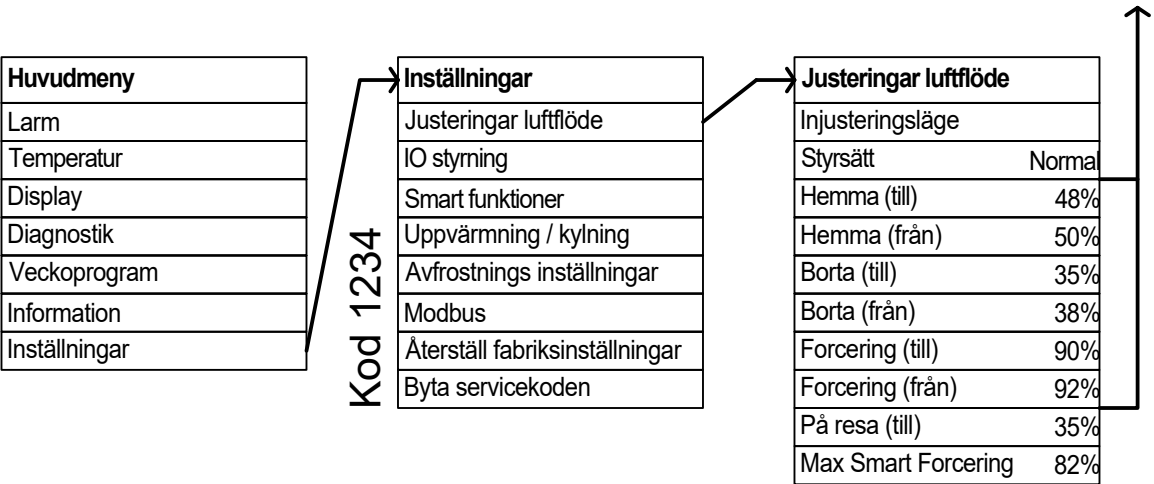 Huvudmeny
Larm
Temperatur
Display
Diagnostik
Veckoprogram
Information
Inställningar
Kod 1234
Inställningar
Justeringar luftflöde
IO styrning
Smart funktioner
Uppvärmning / kylning
Avfrostnings inställningar
Modbus
Återställ fabriksinställningar
Byta servicekoden
Justeringar luftflöde
Injusteringsläge
Styrsätt Normal
Hemma (till) 48%
Hemma (från) 50%
Borta (till) 35%
Borta (från) 38%
Forcering (till) 90%
Forcering (från) 92%
På resa (till) 35%
Max Smart Forcering 82%